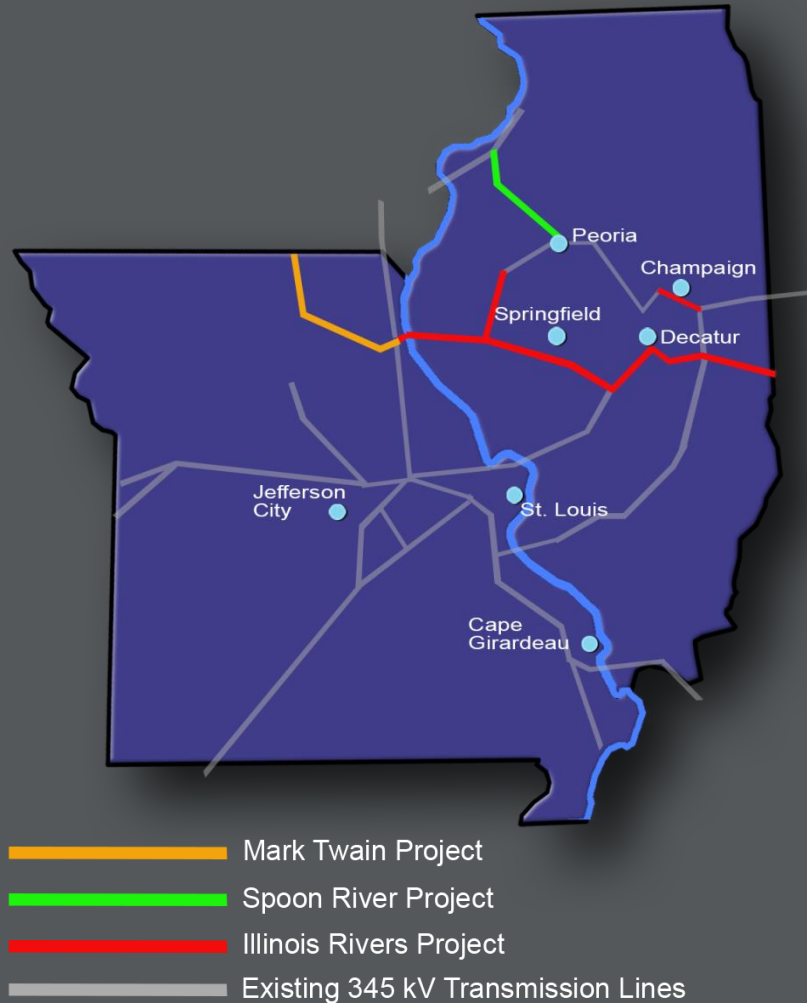 Peoria
Champaign
Springfield
Decatur
Jefferson
City
St. Louis
Cape
Girardeau
Mark Twain Project
Spoon River Project
Illinois Rivers Project
Existing 345 kV Transmission Lines